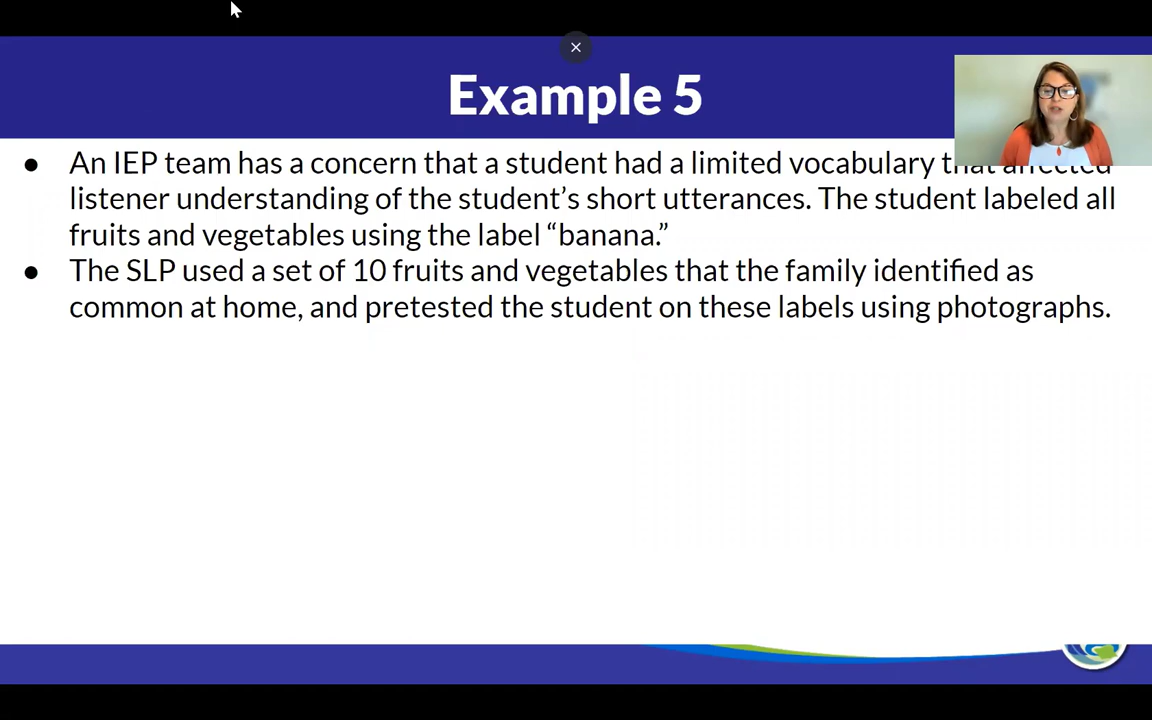 Example 5
● An IEP team has a concern that a student had a limited vocabulary that affected
listener understanding of the student’s short utterances. The student labeled all
fruits and vegetables using the label “banana.”
● The SLP used a set of 10 fruits and vegetables that the family identified as
common at home, and pretested the student on these labels using photographs.